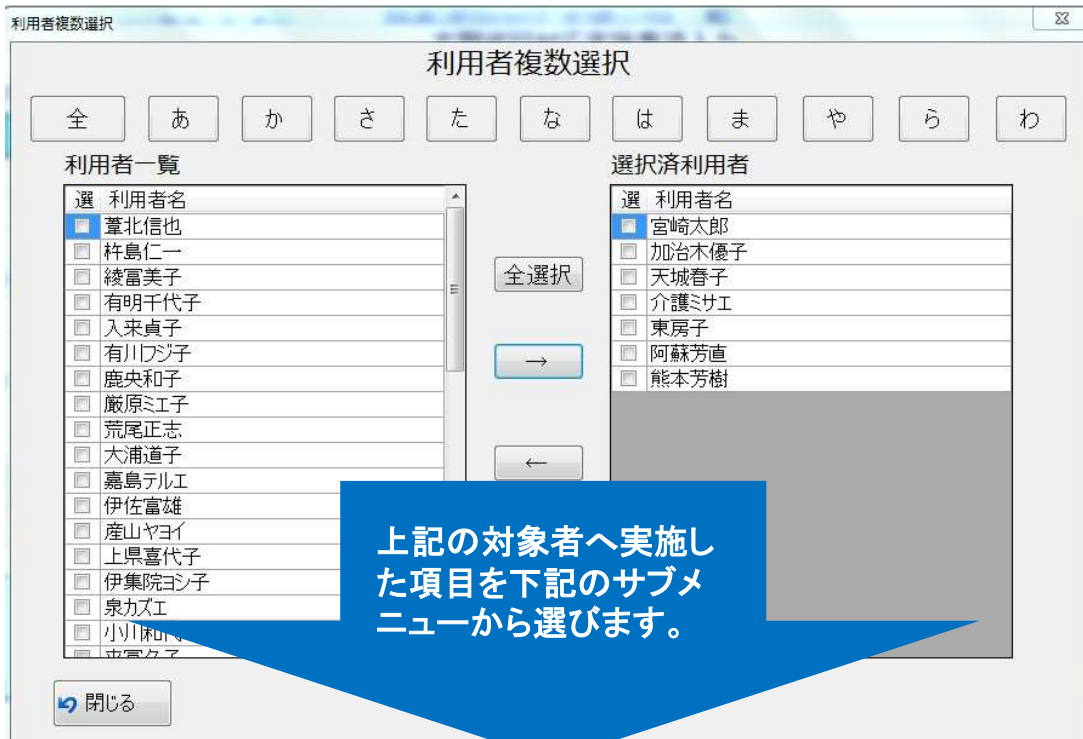 利用者複数選択
利用者複数選択
全 あ か さ た な は ま や ら わ
利用者一覧
選 利用者名
葦北信也
杵島仁一
綾冨美子
有明千代子
入来貞子
有川フジ子
鹿央和子
厳原ミエ子
荒尾正志
大浦道子
嘉島テルエ
伊佐富雄
産山ヤヨイ
上県喜代子
伊集院ヨシ子
泉カズエ
全選択
→
←
選択済利用者
選 利用者名
宮崎太郎
加治木優子
天城春子
介護ミサエ
東房子
阿蘇芳直
熊本芳樹
上記の対象者へ実施し
た項目を下記のサブメ
ニューから選びます。
閉じる